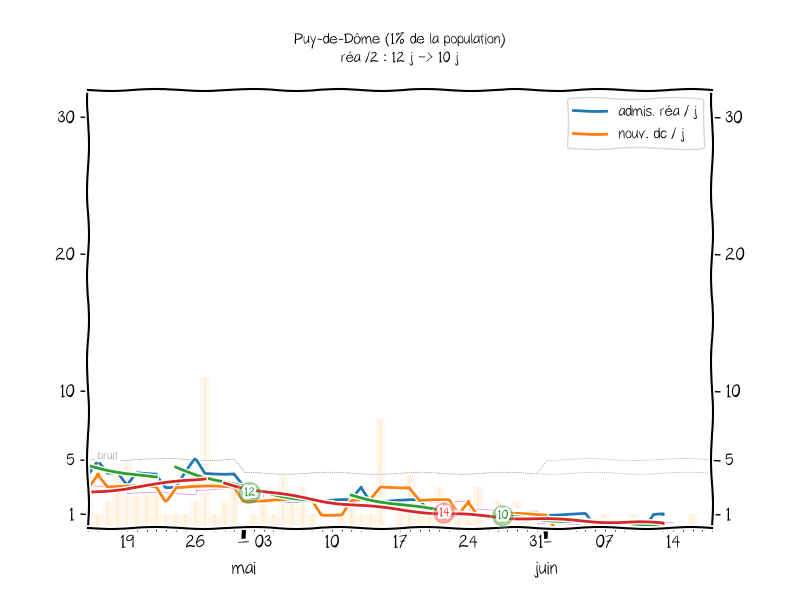 Puy-de-Dôme (1% de la population)
réa /2 : 12 j -> 10 j
admis. réa / j
nouv. dc / j
30
30
20
20
10
10
5
5
1
1
bruit
12
14
10
19 26 03 10 17 24 31 07 14
mai juin